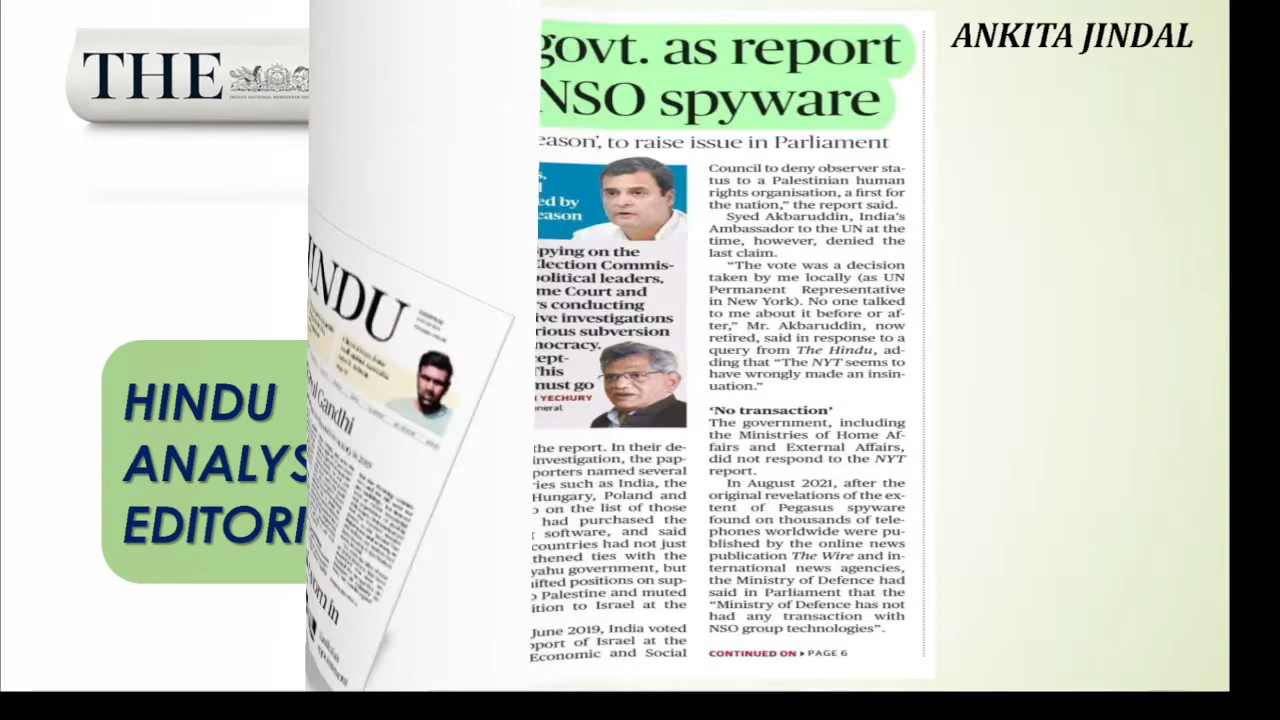 THE
ANKITA JINDAL
HINDU
ANALYS
EDITORI
INDU
Gandhi
govt. as report
NSO spyware
eason’, to raise issue in Parliament
s,
ed by
eason
Spying on the
Election Commis-
political leaders,
me Court and
rs conducting
ive investigations
rious subversion
mocracy.
cept-
This
must go
YECHURY
eneral
the report. In their de-
investigation, the pap-
porters named several
ries such as India, the
Hungary, Poland and
o on the list of those
had purchased the
software, and said
countries had not just
thened ties with the
yahu government, but
ifted positions on sup-
o Palestine and muted
ition to Israel at the
June 2019, India voted
pport of Israel at the
Economic and Social
Council to deny observer sta-
tus to a Palestinian human
rights organisation, a first for
the nation,” the report said.
Syed Akbaruddin, India’s
Ambassador to the UN at the
time, however, denied the
last claim.
“The vote was a decision
taken by me locally (as UN
Permanent Representative
in New York). No one talked
to me about it before or af-
ter,” Mr. Akbaruddin, now
retired, said in response to a
query from The Hindu, ad-
ding that “The NYT seems to
have wrongly made an insin-
uation.”
‘No transaction’
The government, including
the Ministries of Home Af-
fairs and External Affairs,
did not respond to the NYT
report.
In August 2021, after the
original revelations of the ex-
tent of Pegasus spyware
found on thousands of tele-
phones worldwide were pu-
blished by the online news
publication The Wire and in-
ternational news agencies,
the Ministry of Defence had
said in Parliament that the
“Ministry of Defence has not
had any transaction with
NSO group technologies”.
CONTINUED ON ▸ PAGE 6